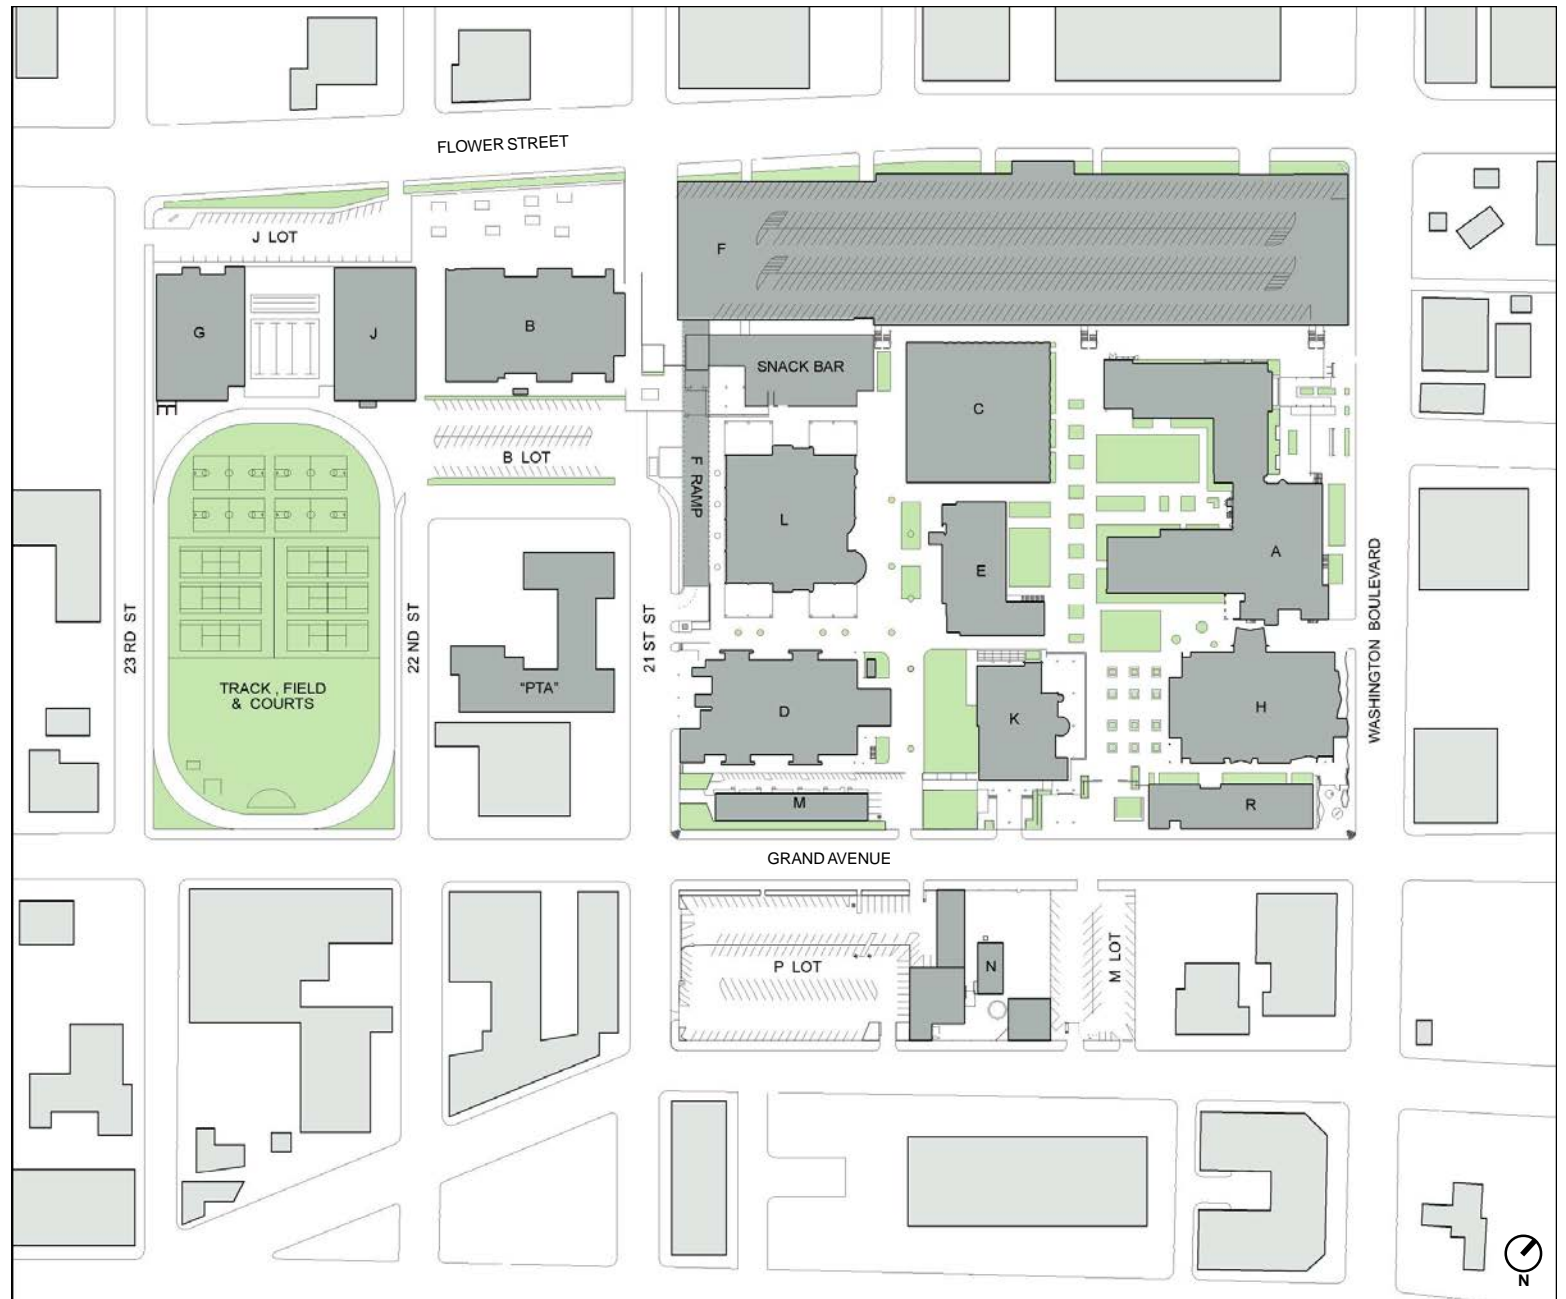 FLOWER STREET
J LOT
F
G
J
B
SNACK BAR
C
B LOT
F RAMP
L
E
A
WASHINGTON BOULEVARD
23 RD ST
22 ND ST
21 ST ST
TRACK , FIELD
& COURTS
"PTA"
D
K
H
M
R
GRAND AVENUE
P LOT
N
M LOT
N